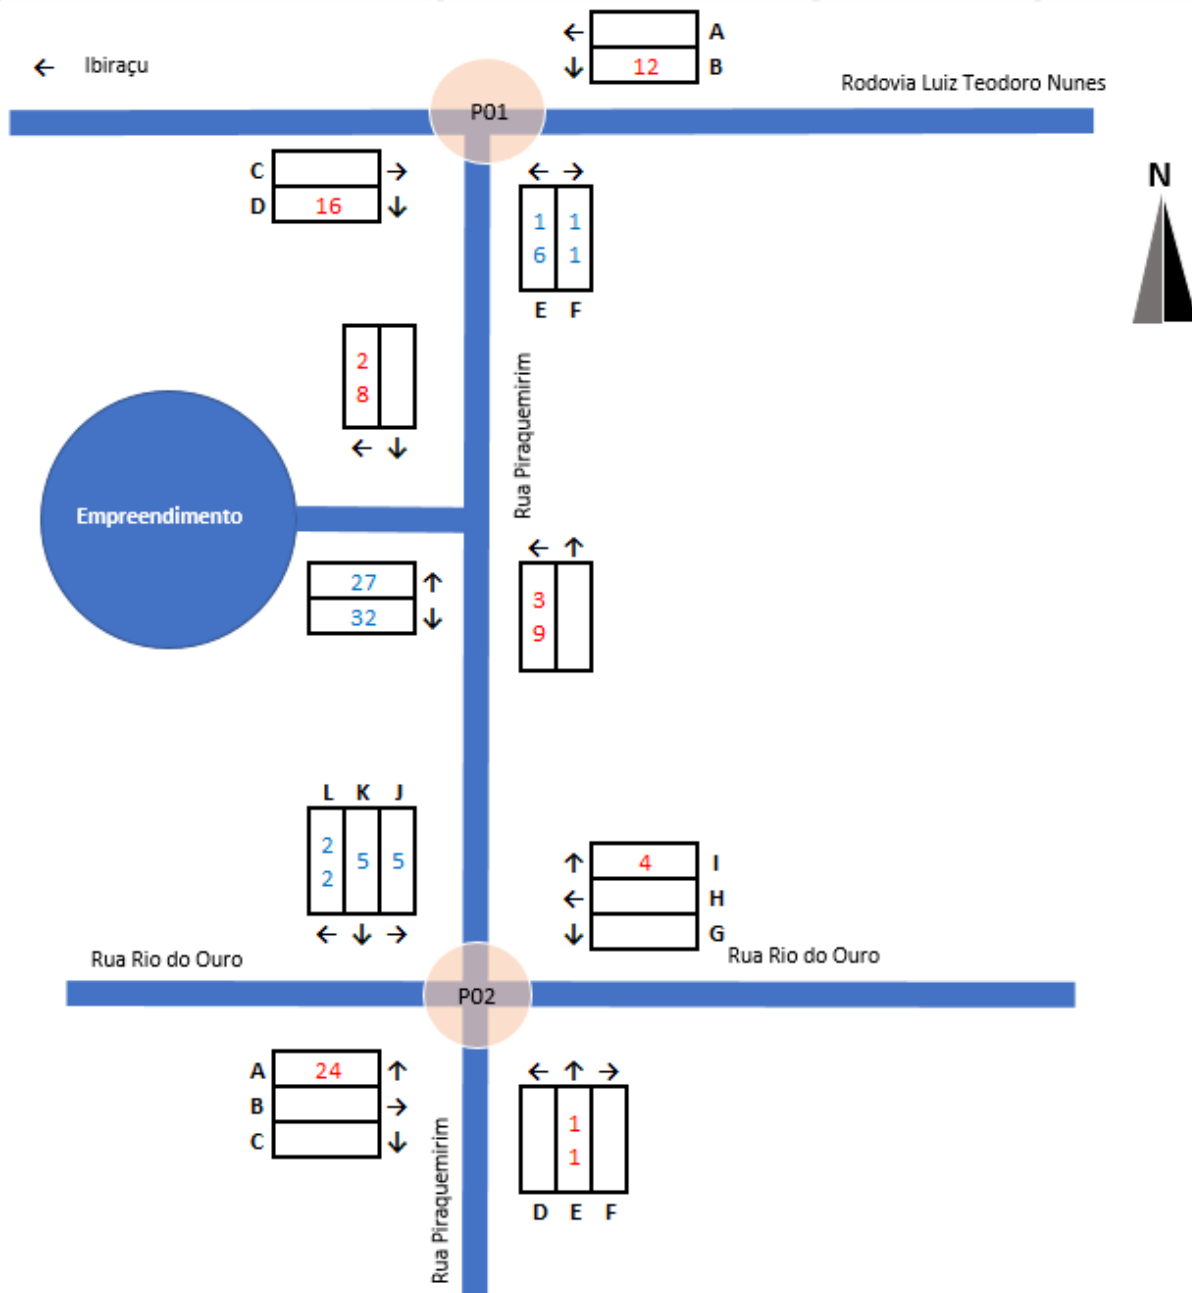 ← A
↓ 12 B
← Ibiraçu
Rodovia Luiz Teodoro Nunes
P01
C →
D 16 ↓
← →
1 1
6 1
E F
N
2
8
← ↓
Rua Piraquemirim
Empreendimento
27 ↑
32 ↓
← ↑
3
9
L K J
2 5 5
2
← ↓ →
↑ 4 I
← H
↓ G
Rua Rio do Ouro
Rua Rio do Ouro
P02
A 24 ↑
B →
C ↓
← ↑ →
1
1
D E F
Rua Piraquemirim